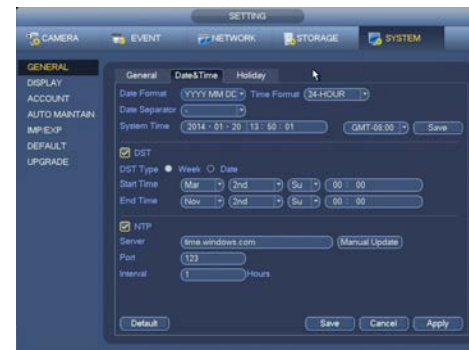 SETTING
CAMERA EVENT NETWORK STORAGE SYSTEM
GENERAL
DISPLAY
ACCOUNT
AUTO MAINTAIN
IMP/EXP
DEFAULT
UPGRADE
General Date&Time Holiday
Date Format YYYY MM DC Time Format 24-HOUR
Date Separator -
System Time 2014 - 01 - 20 13 : 50 : 01 GMT-08:00 Save
DST
DST Type Week Date
Start Time Mar 2nd Su 00 : 00
End Time Nov 2nd Su 00 : 00
NTP
Server time.windows.com Manual Update
Port 123
Interval 1 Hours
Default Save Cancel Apply